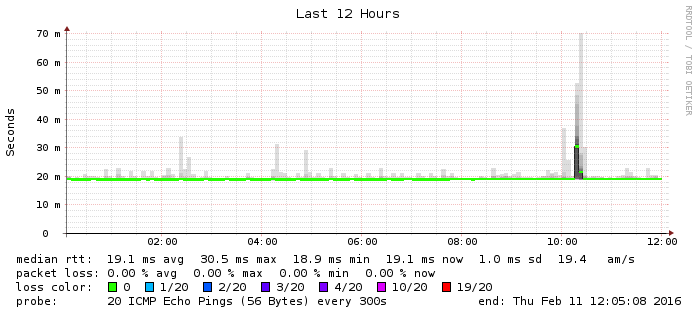 Last 12 Hours
RRDTOOL / TOBI OETIKER
Seconds
70 m
60 m
50 m
40 m
30 m
20 m
10 m
0
02:00 04:00 06:00 08:00 10:00 12:00
median rtt: 19.1 ms avg 30.5 ms max 18.9 ms min 19.1 ms now 1.0 ms sd 19.4 am/s
packet loss: 0.00 % avg 0.00 % max 0.00 % min 0.00 % now
loss color: 0 1/20 2/20 3/20 4/20 10/20 19/20
probe: 20 ICMP Echo Pings (56 Bytes) every 300s end: Thu Feb 11 12:05:08 2016